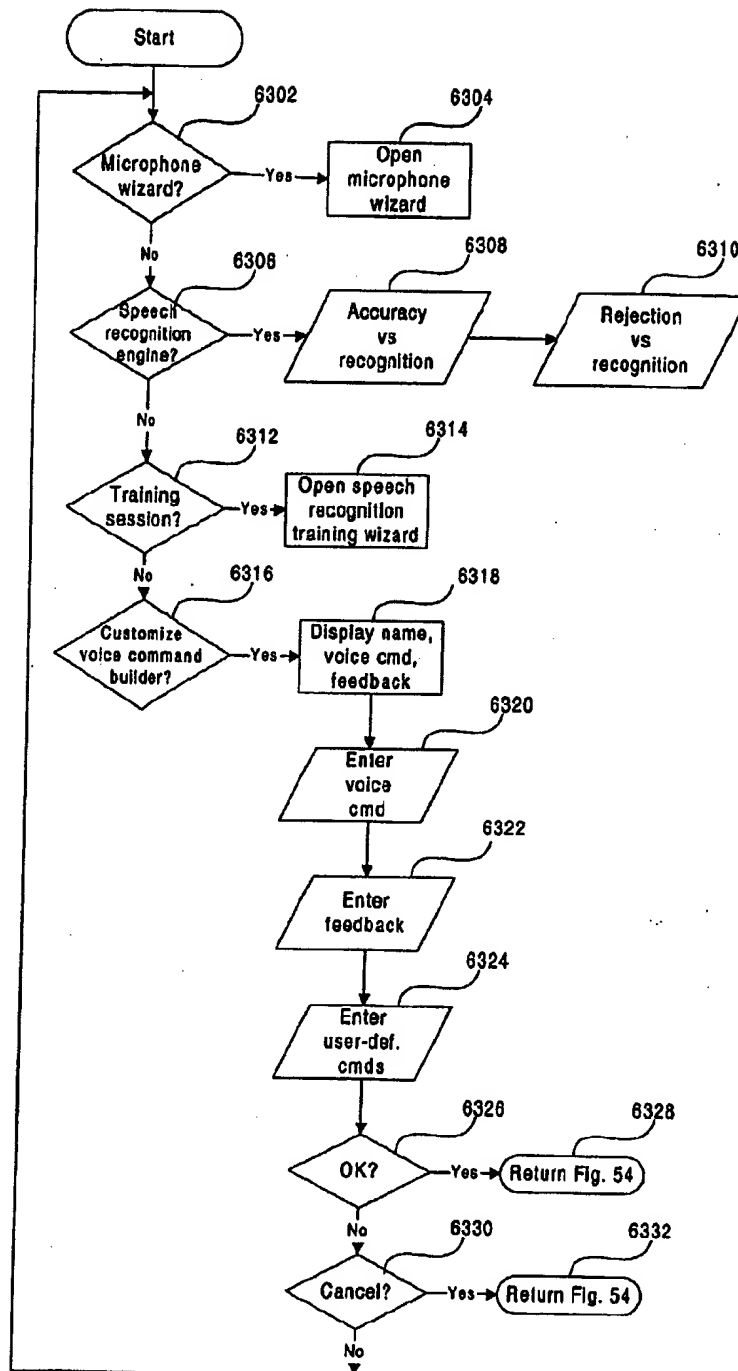 Start
6302
6304
Microphone
wizard?
Yes
Open
microphone
wizard
No
6306
6308
6310
Speech
recognition
engine?
Yes
Accuracy
vs
recognition
Rejection
vs
recognition
No
6312
6314
Training
session?
Yes
Open speech
recognition
training wizard
No
6316
6318
Customize
voice command
builder?
Yes
Display name,
voice cmd,
feedback
6320
Enter
voice
cmd
6322
Enter
feedback
6324
Enter
user-def.
cmds
6326
6328
OK?
Yes
Return Fig. 54
No
6330
6332
Cancel?
Yes
Return Fig. 54
No